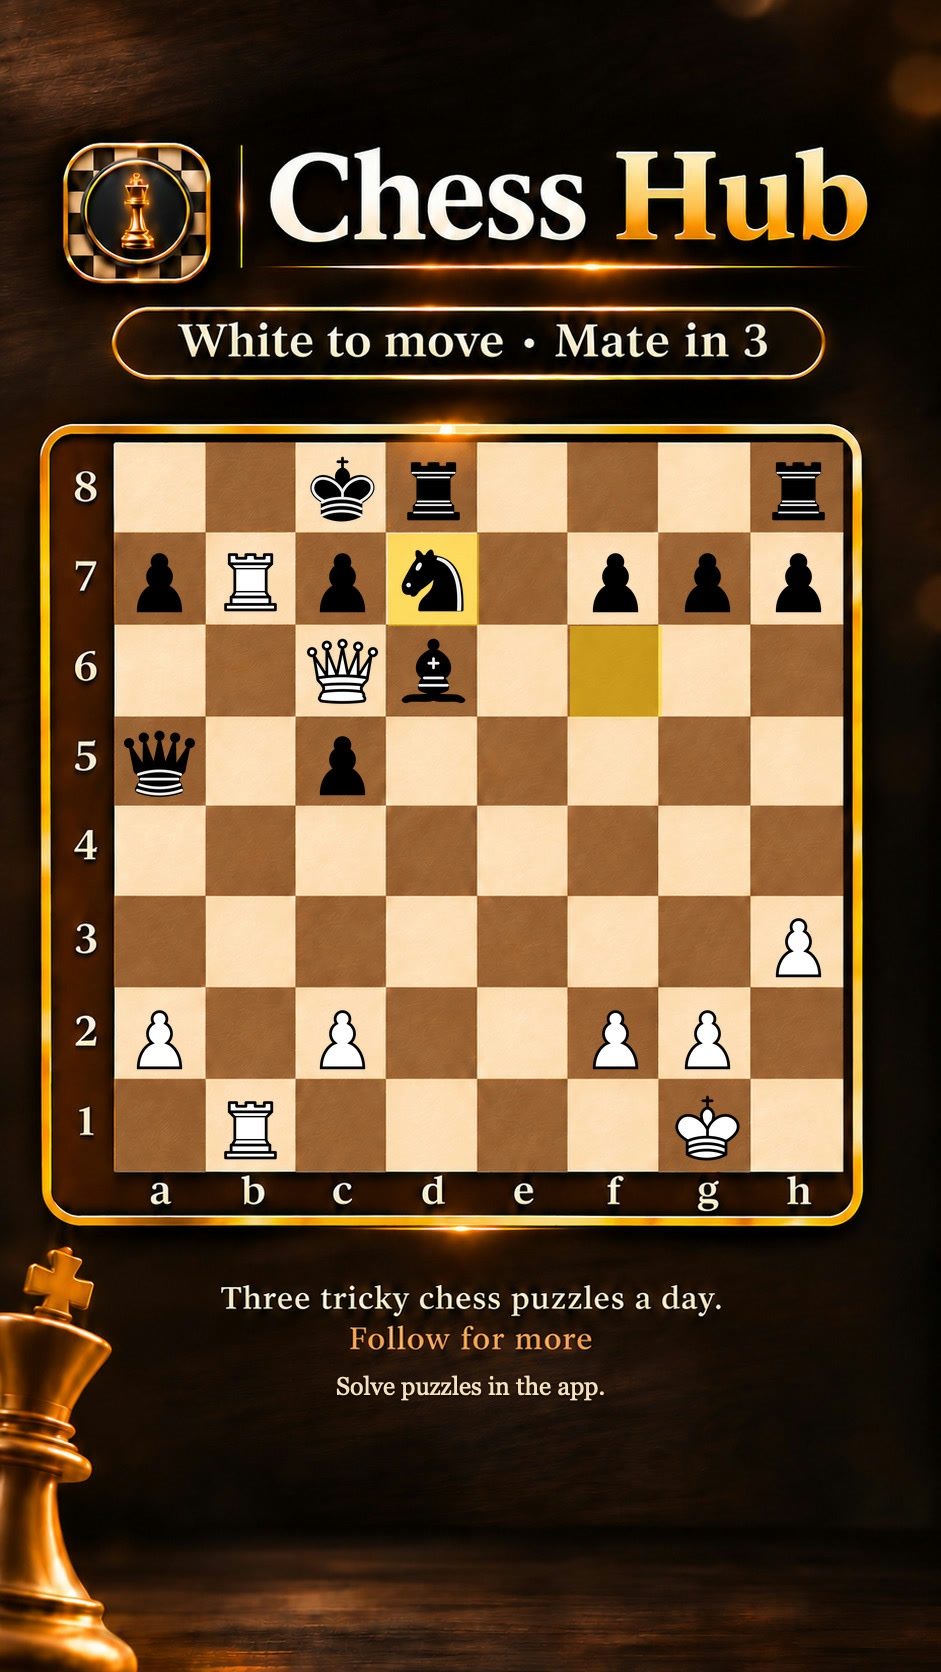 Chess Hub
White to move • Mate in 3
8
7
6
5
4
3
2
1
a b c d e f g h
Three tricky chess puzzles a day.
Follow for more
Solve puzzles in the app.